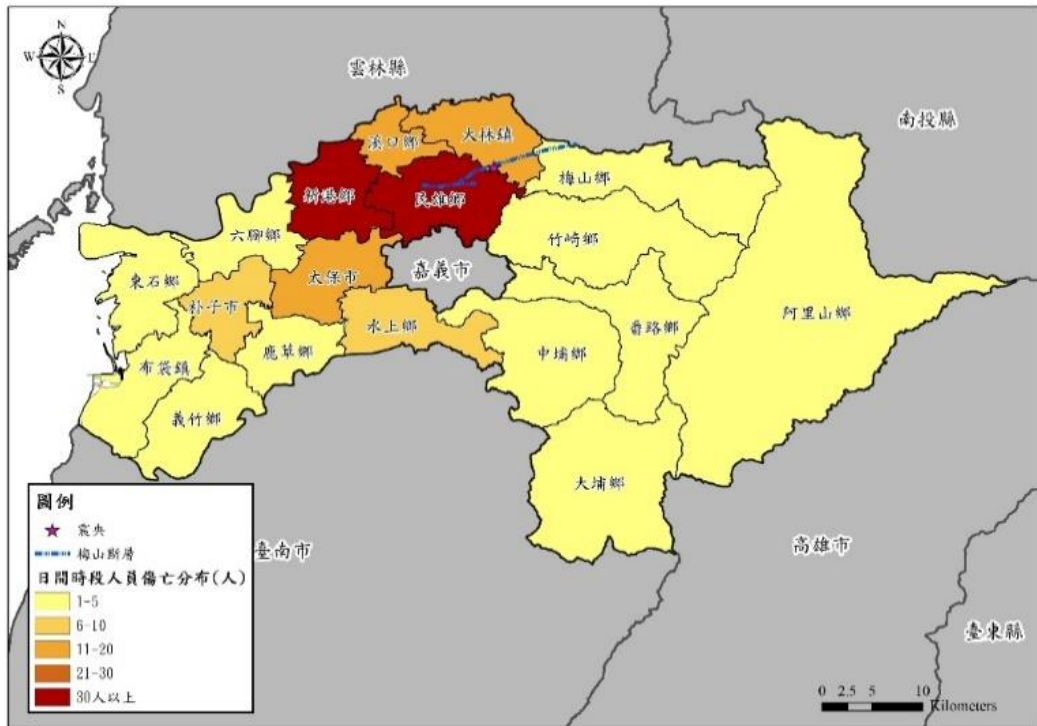 N
W E
S
雲林縣
南投縣
溪口鄉
大林鎮
梅山鄉
新港鄉
民雄鄉
竹崎鄉
六腳鄉
嘉義市
東石鄉
太保市
朴子市
水上鄉
番路鄉
阿里山鄉
鹿草鄉
中埔鄉
布袋鎮
義竹鄉
大埔鄉
圖例
震央
梅山斷層
臺南市
高雄市
日間時段人員傷亡分布(人)
1-5
6-10
11-20
21-30
30人以上
臺東縣
0 2.5 5 10
Kilometers